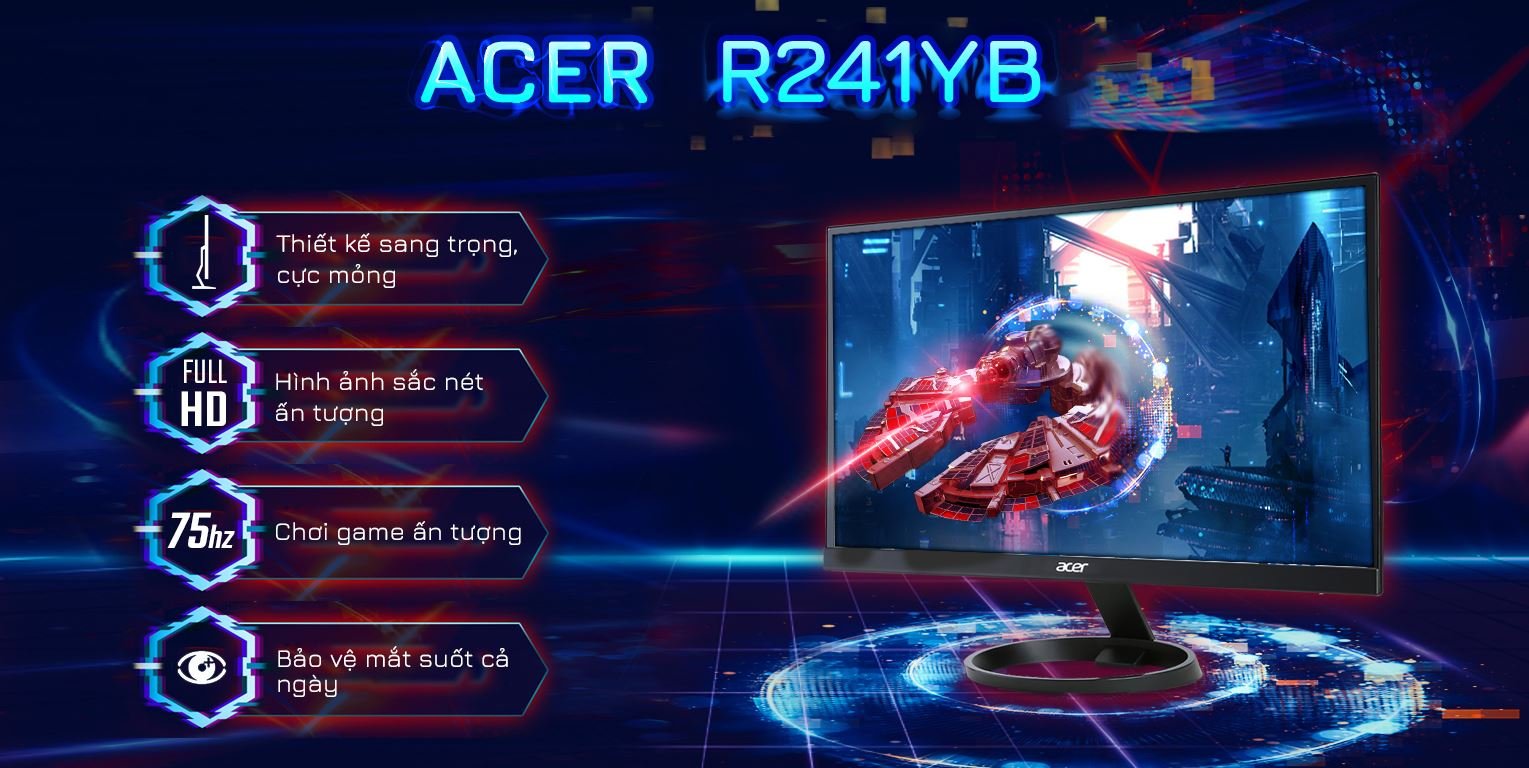 ACER R241YB
Thiết kế sang trọng,
cực mỏng
FULL
HD
Hình ảnh sắc nét
ấn tượng
75hz
Chơi game ấn tượng
Bảo vệ mắt suốt cả
ngày
acer